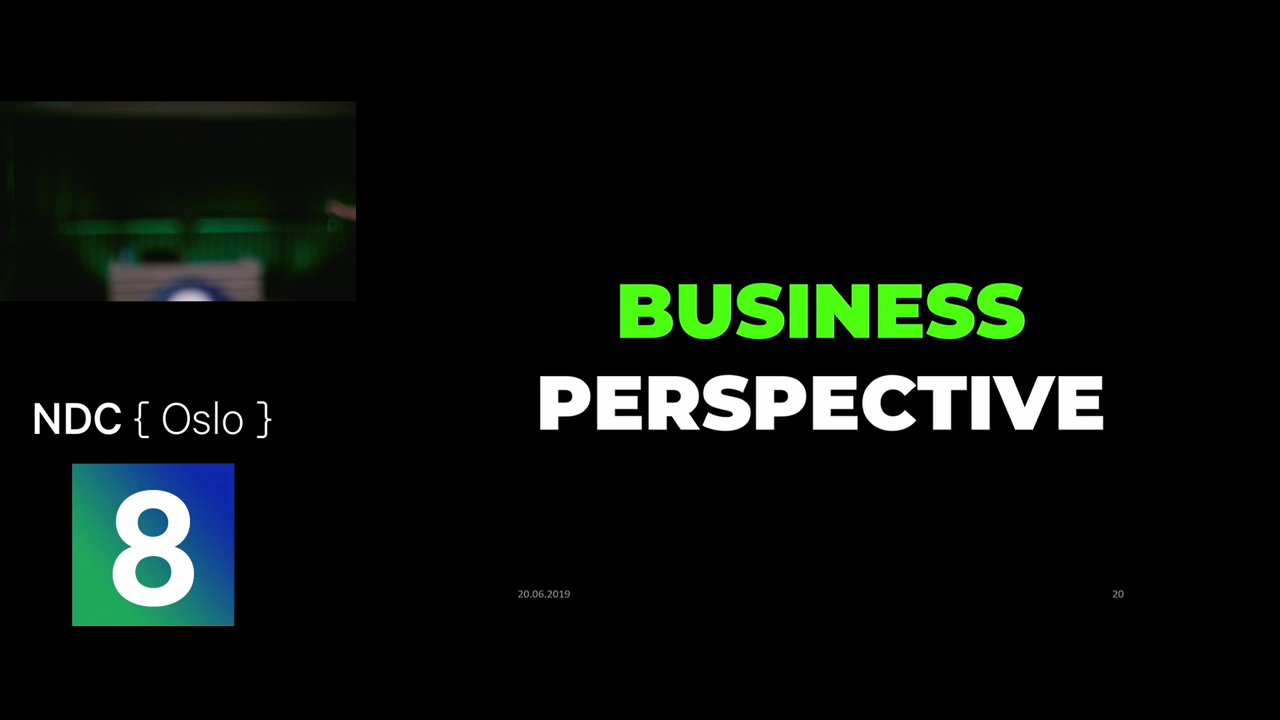 BUSINESS
PERSPECTIVE
NDC { Oslo }
8
20.06.2019
20